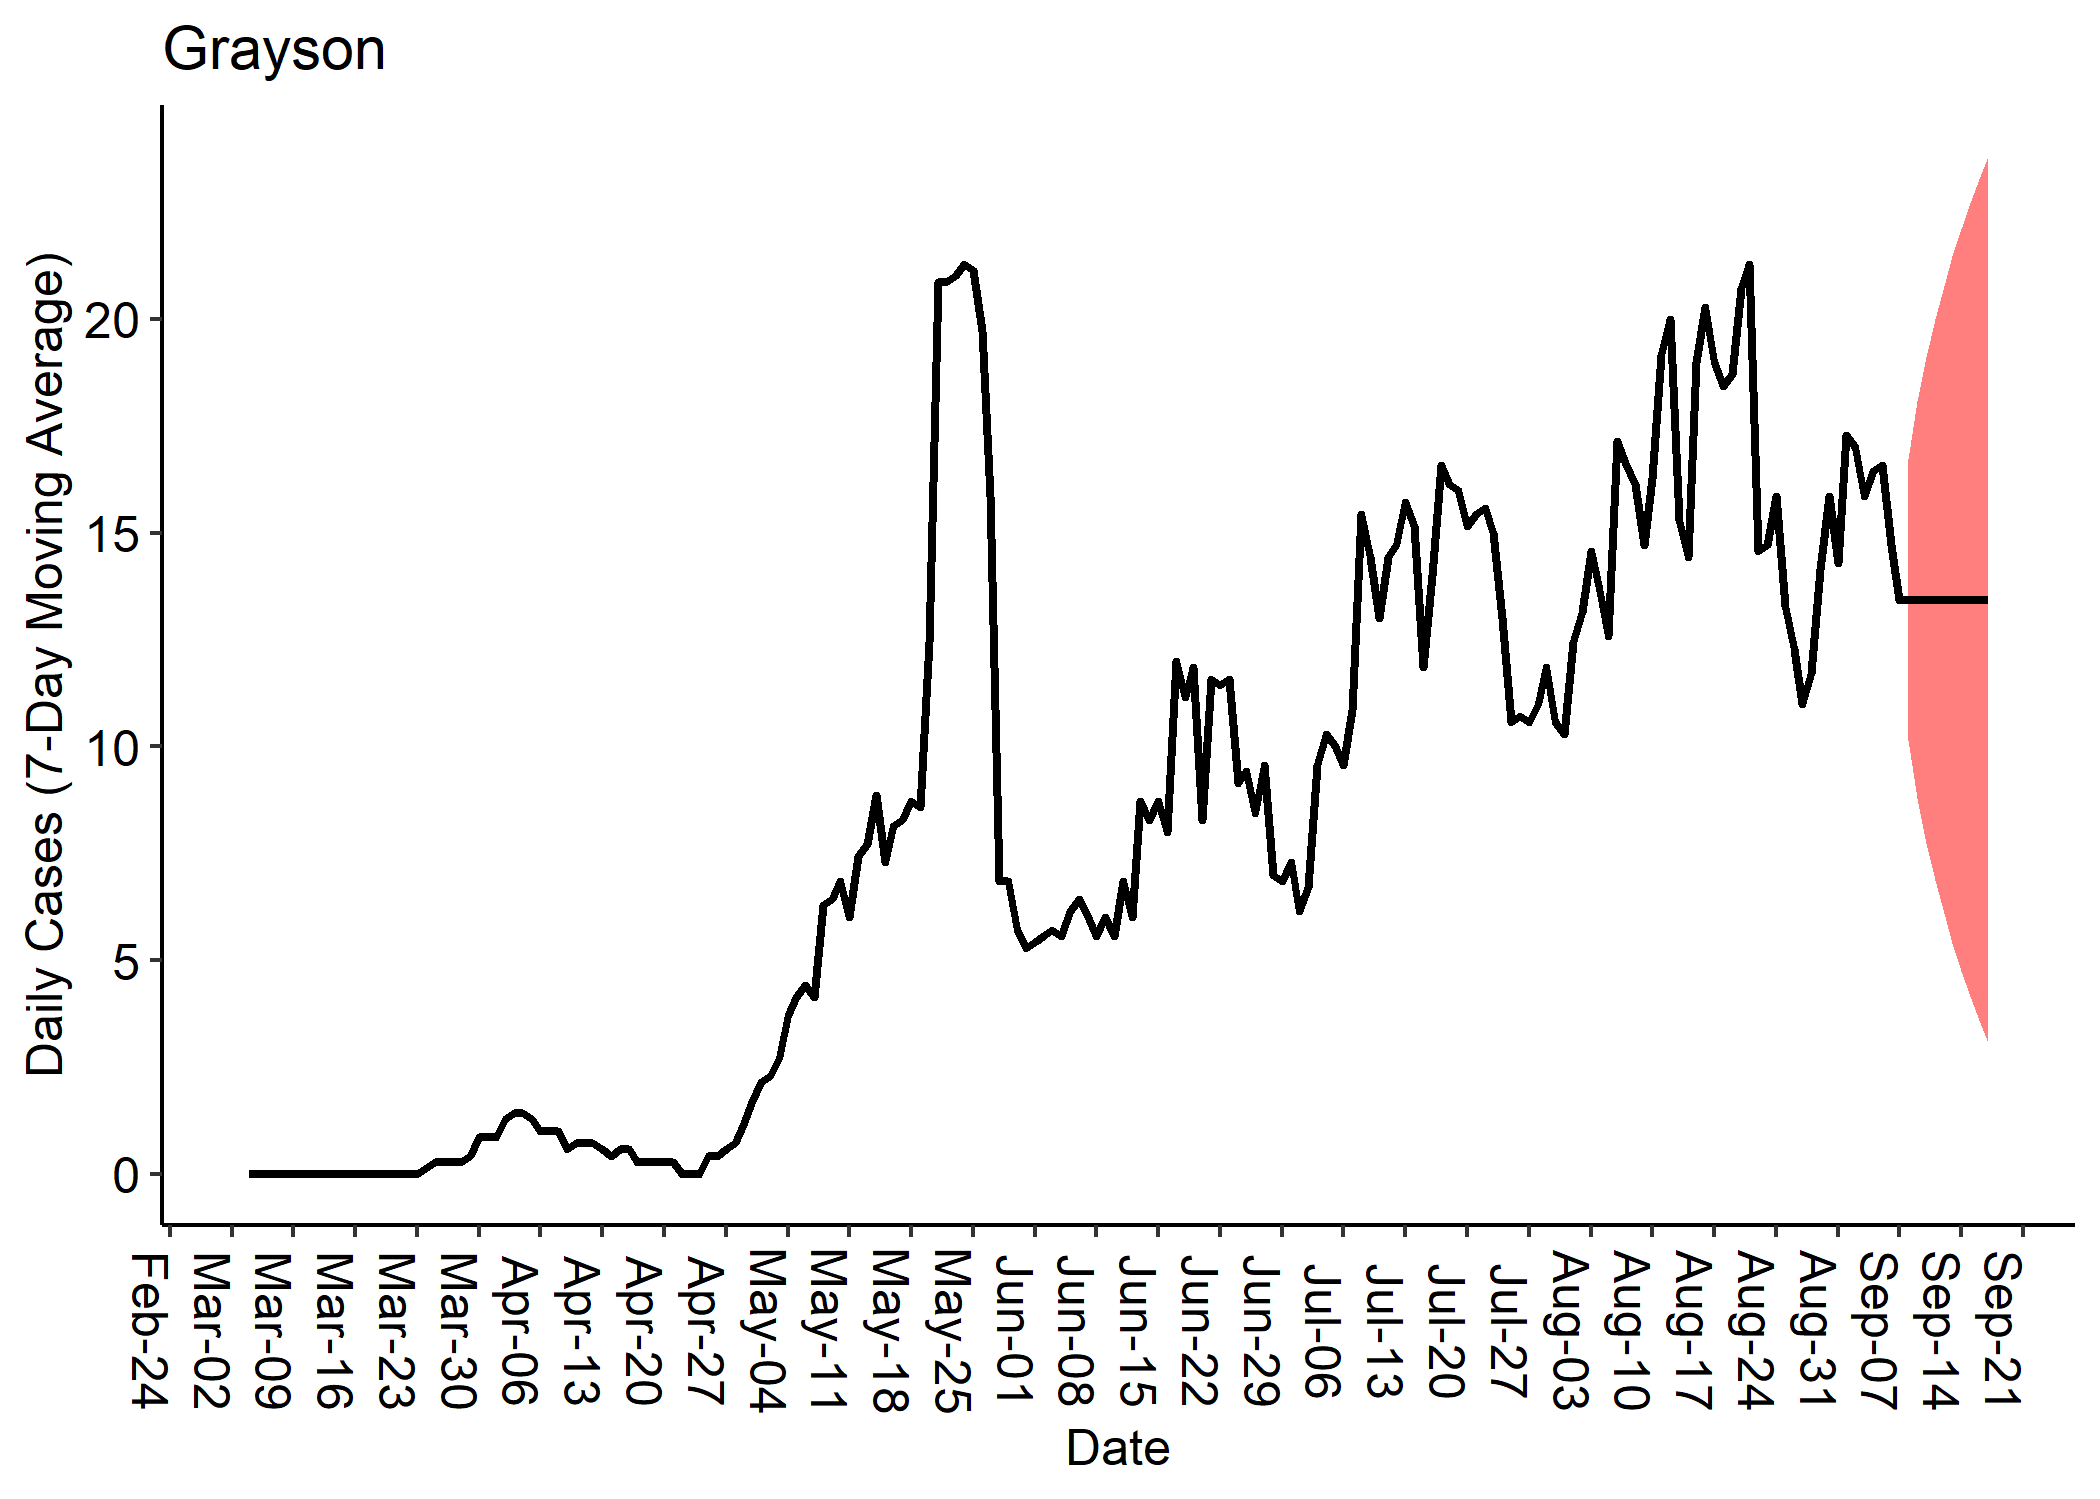 Grayson
Daily Cases (7-Day Moving Average)
20
15
10
5
0
Feb-24
Mar-02
Mar-09
Mar-16
Mar-23
Mar-30
Apr-06
Apr-13
Apr-20
Apr-27
May-04
May-11
May-18
May-25
Jun-01
Jun-08
Jun-15
Jun-22
Jun-29
Jul-06
Jul-13
Jul-20
Jul-27
Aug-03
Aug-10
Aug-17
Aug-24
Aug-31
Sep-07
Sep-14
Sep-21
Date